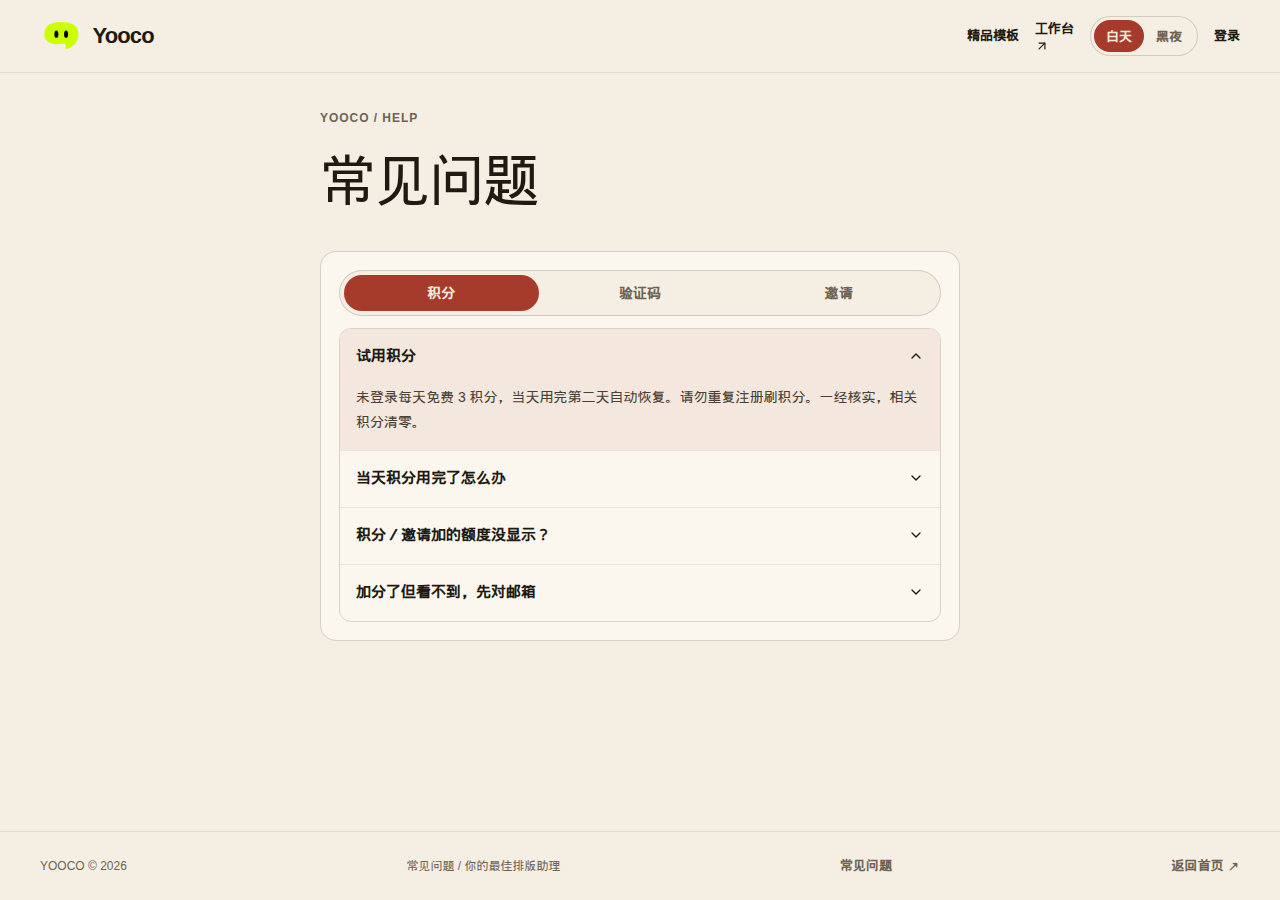 Yooco
精品模板
工作台
↗
白天
黑夜
登录
YOOCO / HELP
常见问题
积分
验证码
邀请
试用积分
未登录每天免费 3 积分，当天用完第二天自动恢复。请勿重复注册刷积分。一经核实，相关
积分清零。
当天积分用完了怎么办
积分 / 邀请加的额度没显示？
加分了但看不到，先对邮箱
YOOCO © 2026
常见问题 / 你的最佳排版助理
常见问题
返回首页 ↗